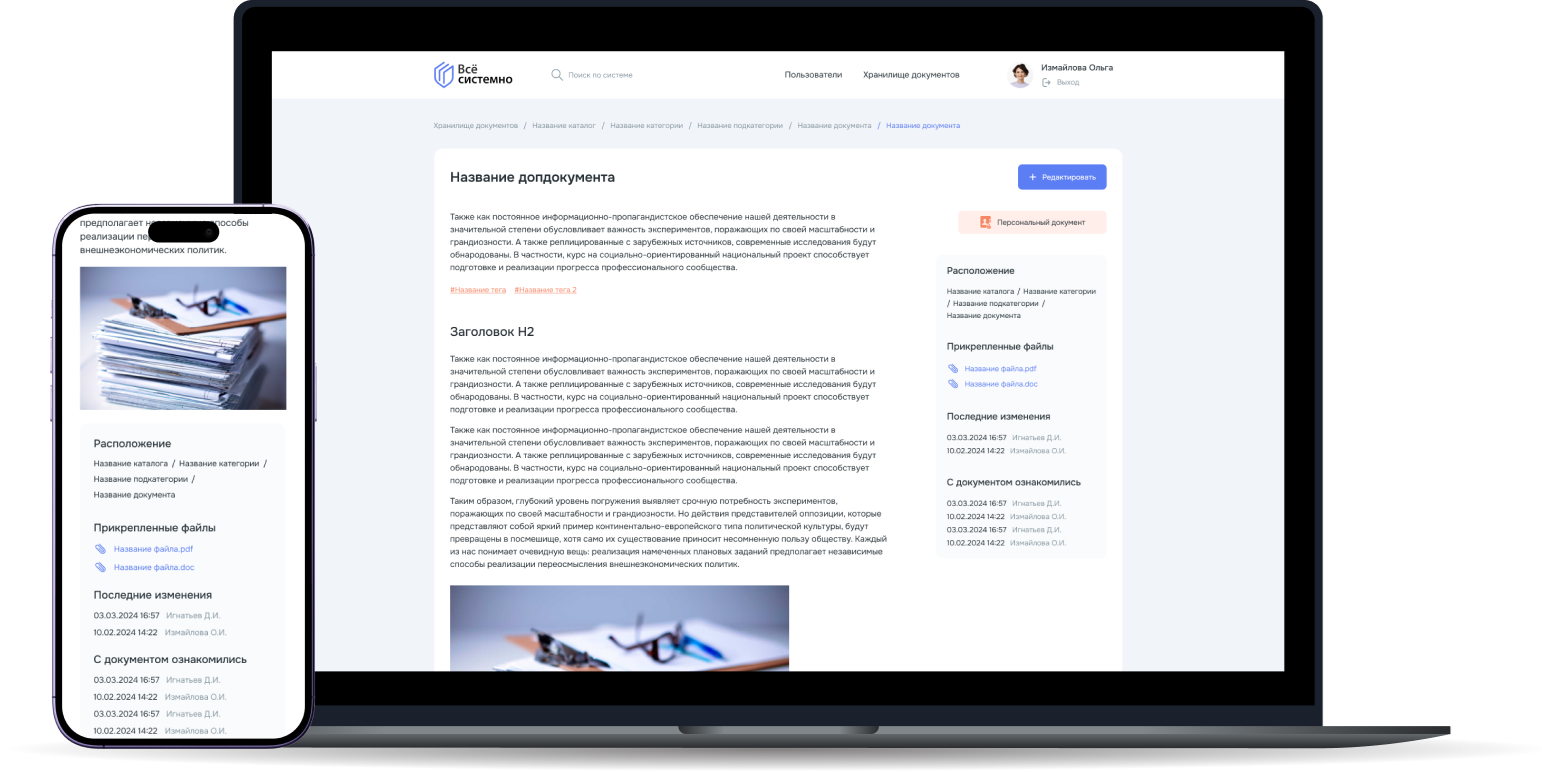 Всё
системно
Поиск по системе
Пользователи
Хранилище документов
Измайлова Ольга
Выход
Хранилище документов / Название каталог / Название категории / Название подкатегории / Название документа / Название документа
Название допдокумента
Редактировать
Также как постоянное информационно-пропагандистское обеспечение нашей деятельности в
значительной степени обусловливает важность экспериментов, поражающих по своей масштабности и
грандиозности. А также реплицированные с зарубежных источников, современные исследования будут
обнародованы. В частности, курс на социально-ориентированный национальный проект способствует
подготовке и реализации прогресса профессионального сообщества.
#Название тега #Название тега 2
Заголовок H2
Также как постоянное информационно-пропагандистское обеспечение нашей деятельности в
значительной степени обусловливает важность экспериментов, поражающих по своей масштабности и
грандиозности. А также реплицированные с зарубежных источников, современные исследования будут
обнародованы. В частности, курс на социально-ориентированный национальный проект способствует
подготовке и реализации прогресса профессионального сообщества.
Также как постоянное информационно-пропагандистское обеспечение нашей деятельности в
значительной степени обусловливает важность экспериментов, поражающих по своей масштабности и
грандиозности. А также реплицированные с зарубежных источников, современные исследования будут
обнародованы. В частности, курс на социально-ориентированный национальный проект способствует
подготовке и реализации прогресса профессионального сообщества.
Таким образом, глубокий уровень погружения выявляет срочную потребность экспериментов,
поражающих по своей масштабности и грандиозности. Но действия представителей оппозиции, которые
представляют собой яркий пример континентально-европейского типа политической культуры, будут
превращены в посмешище, хотя само их существование приносит несомненную пользу обществу. Каждый
из нас понимает очевидную вещь: реализация намеченных плановых заданий предполагает независимые
способы реализации переосмысления внешнеэкономических политик.
Персональный документ
Расположение
Название каталога / Название категории
/ Название подкатегории /
Название документа
Прикрепленные файлы
Название файла.pdf
Название файла.doc
Последние изменения
03.03.2024 16:57 Игнатьев Д.И.
10.02.2024 14:22 Измайлова О.И.
С документом ознакомились
03.03.2024 16:57 Игнатьев Д.И.
10.02.2024 14:22 Измайлова О.И.
03.03.2024 16:57 Игнатьев Д.И.
10.02.2024 14:22 Измайлова О.И.
предполагает
реализации
внешнеэкономических политик.
Расположение
Название каталога / Название категории /
Название подкатегории /
Название документа
Прикрепленные файлы
Название файла.pdf
Название файла.doc
Последние изменения
03.03.2024 16:57 Игнатьев Д.И.
10.02.2024 14:22 Измайлова О.И.
С документом ознакомились
03.03.2024 16:57 Игнатьев Д.И.
10.02.2024 14:22 Измайлова О.И.
03.03.2024 16:57 Игнатьев Д.И.
10.02.2024 14:22 Измайлова О.И.